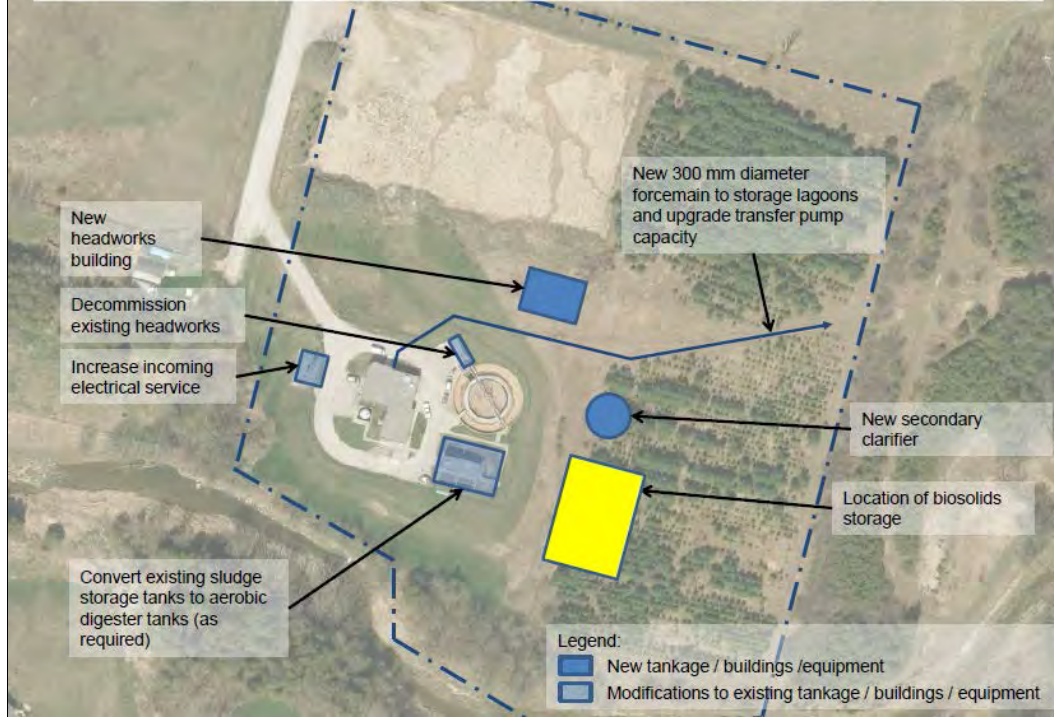 New 300 mm diameter
forcemain to storage lagoons
and upgrade transfer pump
capacity
New
headworks
building
Decommission
existing headworks
Increase incoming
electrical service
New secondary
clarifier
Location of biosolids
storage
Convert existing sludge
storage tanks to aerobic
digester tanks (as
required)
Legend:
New tankage / buildings /equipment
Modifications to existing tankage / buildings / equipment